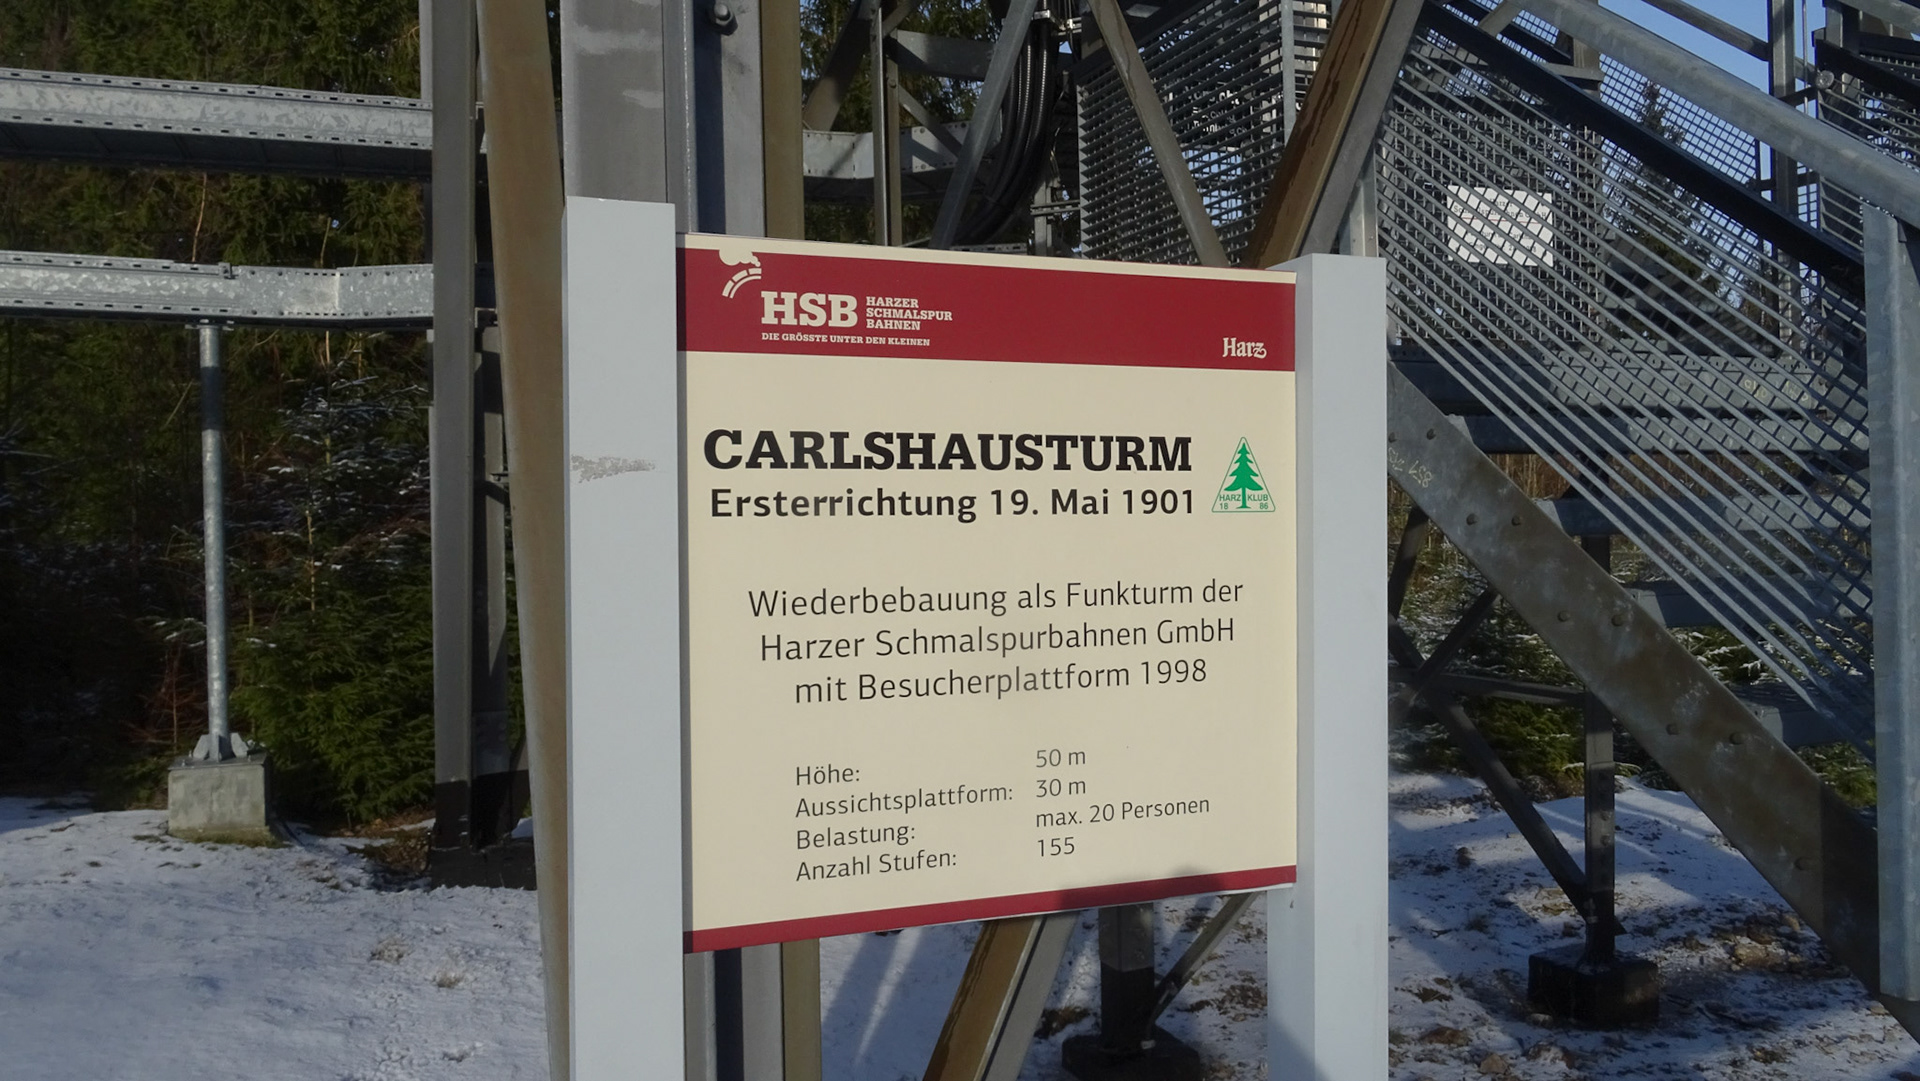 HSB HARZER
SCHMALSPUR
BAHNEN
DIE GRÖSSTE UNTER DEN KLEINEN
Harz
CARLSHAUSTURM
Ersterrichtung 19. Mai 1901
HARZ KLUB
18 86
Wiederbebauung als Funkturm der
Harzer Schmalspurbahnen GmbH
mit Besucherplattform 1998
Höhe: 50 m
Aussichtsplattform: 30 m
Belastung: max. 20 Personen
Anzahl Stufen: 155